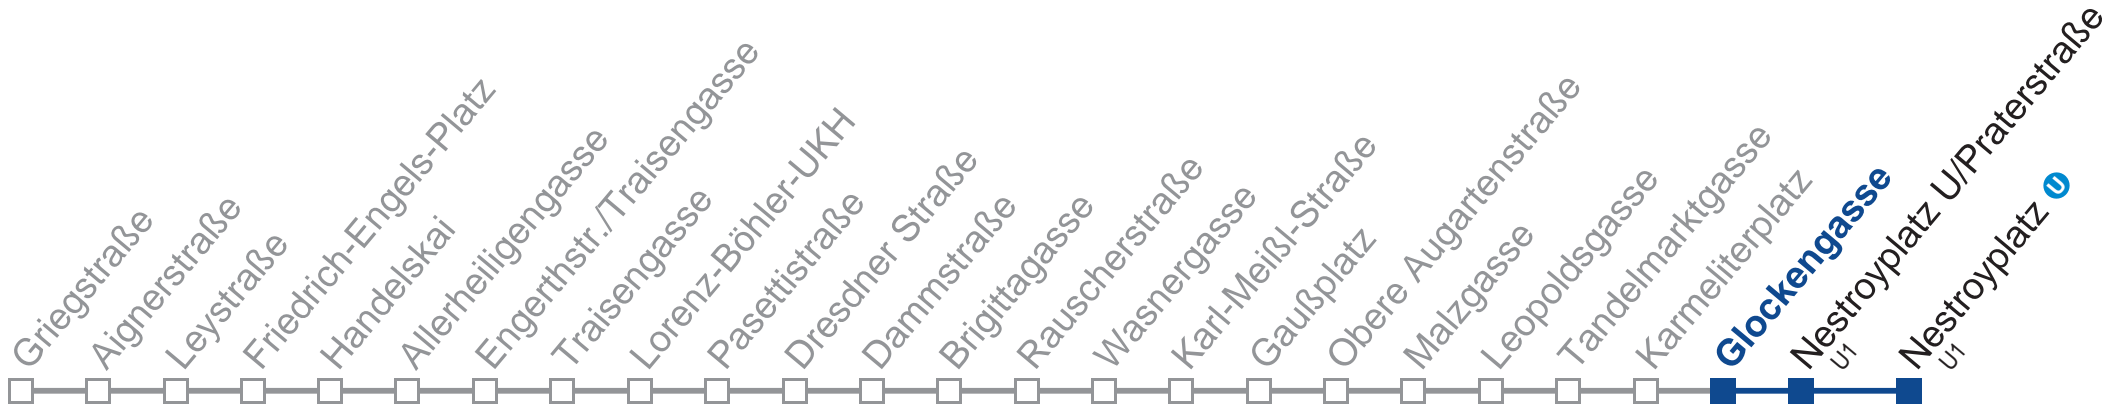 Griegstraße
Aignerstraße
Leystraße
Friedrich-Engels-Platz
Handelskai
Allerheiligengasse
Engerthstr./Traisengasse
Traisengasse
Lorenz-Böhler-UKH
Pasettistraße
Dresdner Straße
Dammstraße
Brigittagasse
Rauscherstraße
Wasnergasse
Karl-Meißl-Straße
Gaußplatz
Obere Augartenstraße
Malzgasse
Leopoldsgasse
Tandelmarktgasse
Karmeliterplatz
Glockengasse
Nestroyplatz U/Praterstraße
U1
Nestroyplatz U
U1